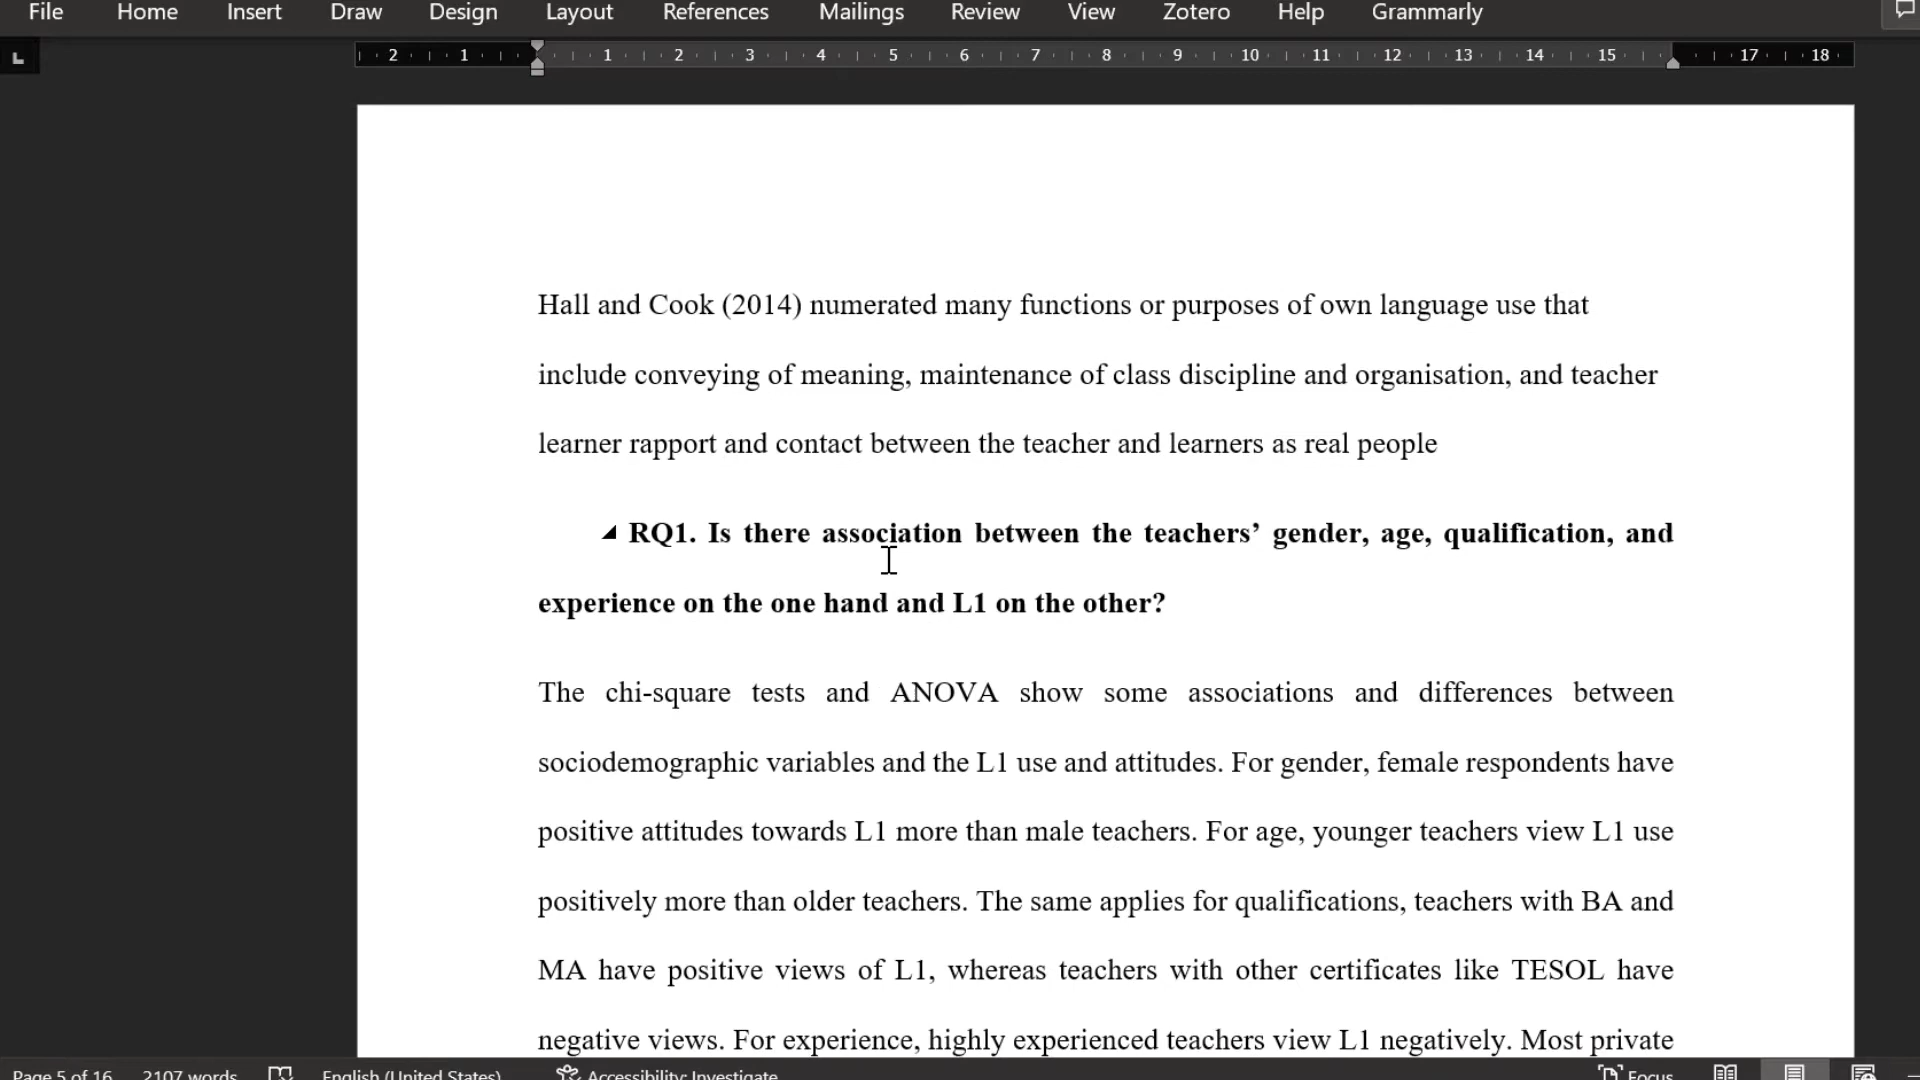 File Home Insert Draw Design Layout References Mailings Review View Zotero Help Grammarly
2 1 1 2 3 4 5 6 7 8 9 10 11 12 13 14 15 17 18
Hall and Cook (2014) numerated many functions or purposes of own language use that
include conveying of meaning, maintenance of class discipline and organisation, and teacher
learner rapport and contact between the teacher and learners as real people
RQ1. Is there association between the teachers’ gender, age, qualification, and
experience on the one hand and L1 on the other?
The chi-square tests and ANOVA show some associations and differences between
sociodemographic variables and the L1 use and attitudes. For gender, female respondents have
positive attitudes towards L1 more than male teachers. For age, younger teachers view L1 use
positively more than older teachers. The same applies for qualifications, teachers with BA and
MA have positive views of L1, whereas teachers with other certificates like TESOL have
negative views. For experience, highly experienced teachers view L1 negatively. Most private
Page 5 of 16 2107 words English (United States) Accessibility: Investigate Focus